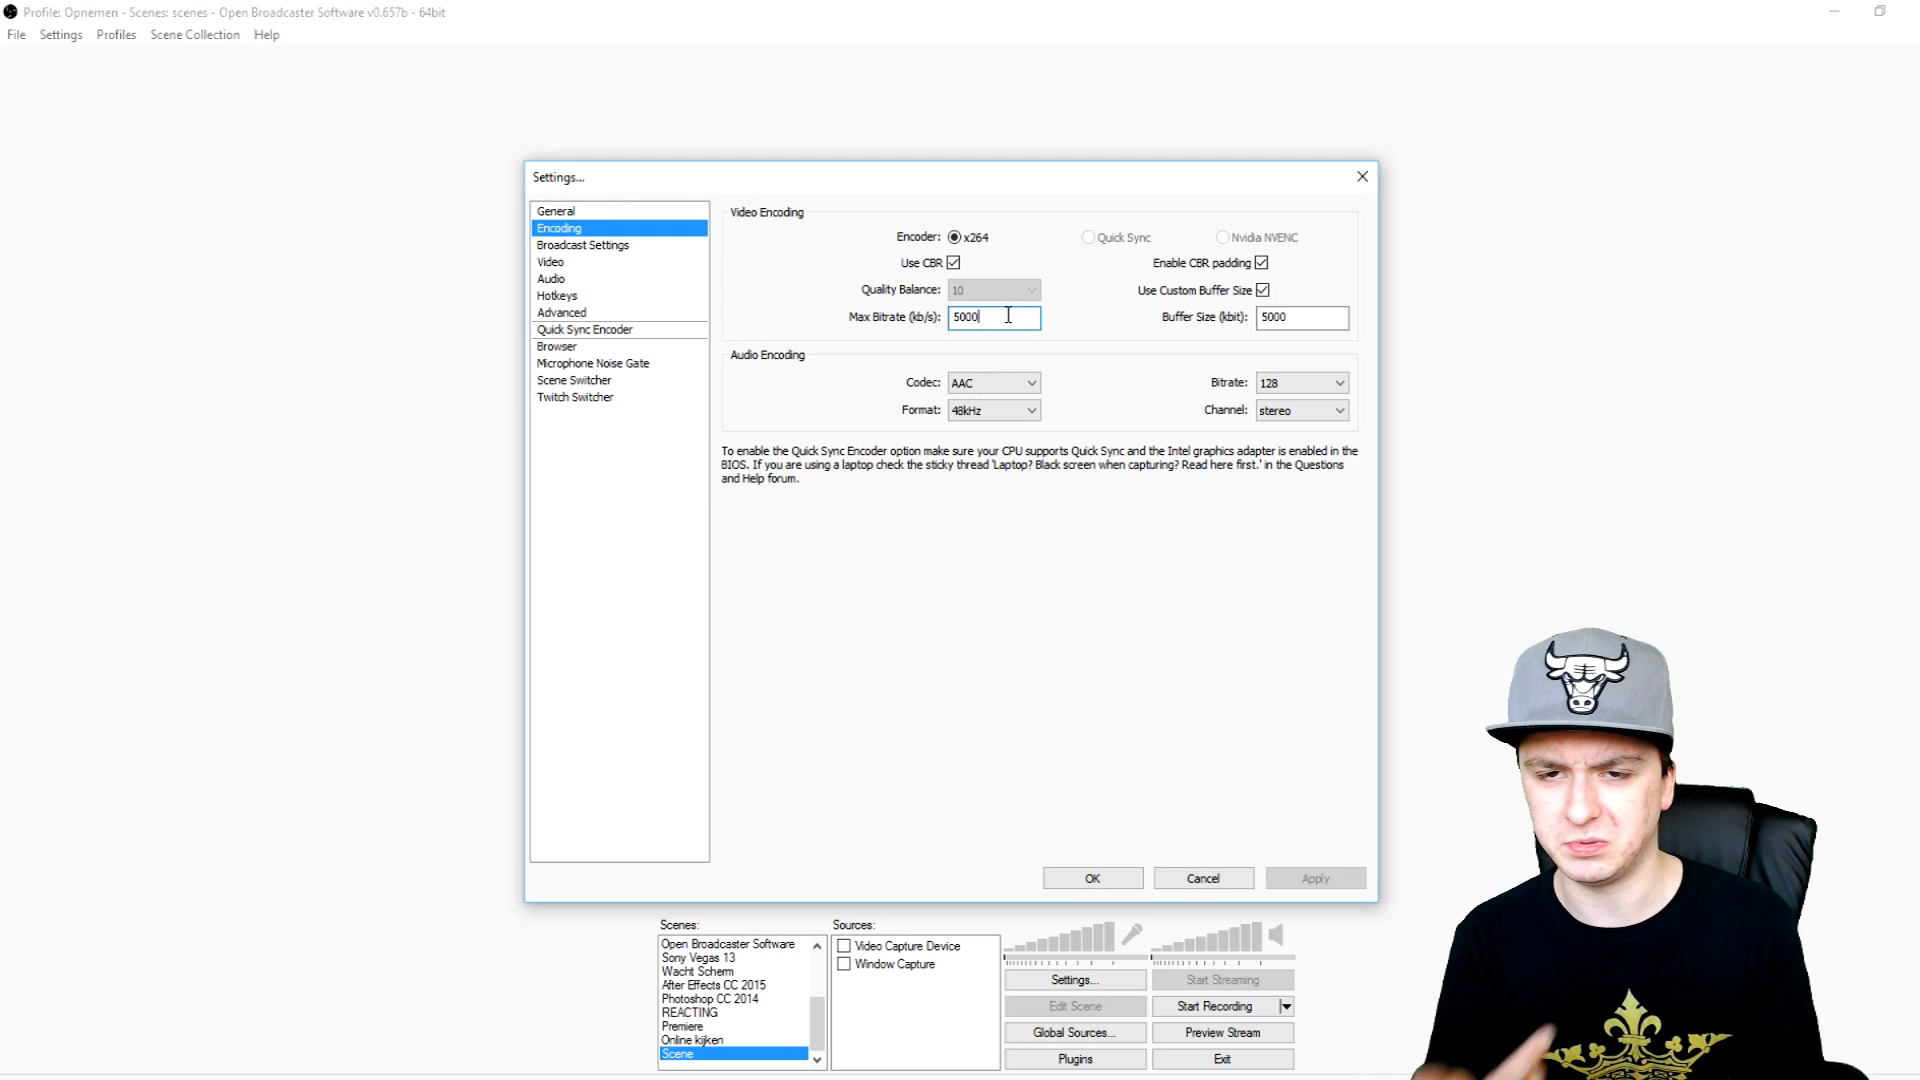 Profile: Opnemen - Scenes: scenes - Open Broadcaster Software v0.657b - 64bit
File Settings Profiles Scene Collection Help
Settings...
General
Encoding
Broadcast Settings
Video
Audio
Hotkeys
Advanced
Quick Sync Encoder
Browser
Microphone Noise Gate
Scene Switcher
Twitch Switcher
Video Encoding
Encoder: x264 Quick Sync Nvidia NVENC
Use CBR Enable CBR padding
Quality Balance: 10 Use Custom Buffer Size
Max Bitrate (kb/s): 5000 Buffer Size (kbit): 5000
Audio Encoding
Codec: AAC Bitrate: 128
Format: 48kHz Channel: stereo
To enable the Quick Sync Encoder option make sure your CPU supports Quick Sync and the Intel graphics adapter is enabled in the
BIOS. If you are using a laptop check the sticky thread 'Laptop? Black screen when capturing? Read here first.' in the Questions
and Help forum.
OK Cancel Apply
Scenes:
Open Broadcaster Software
Sony Vegas 13
Wacht Scherm
After Effects CC 2015
Photoshop CC 2014
REACTING
Premiere
Online kijken
Scene
Sources:
Video Capture Device
Window Capture
Settings... Start Streaming
Edit Scene Start Recording
Global Sources... Preview Stream
Plugins Exit